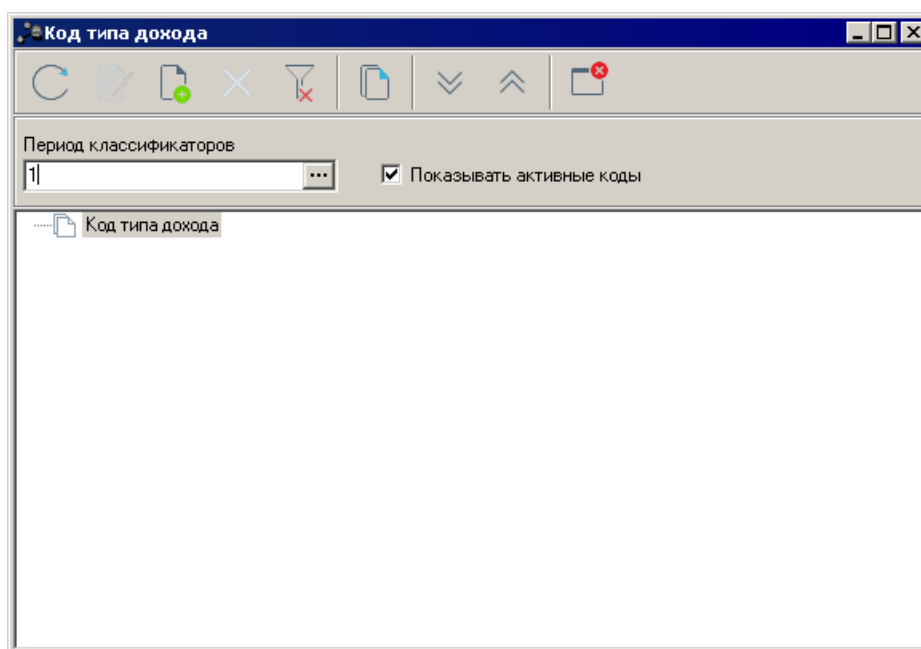 Код типа дохода
Период классификаторов
1
Показывать активные коды
Код типа дохода